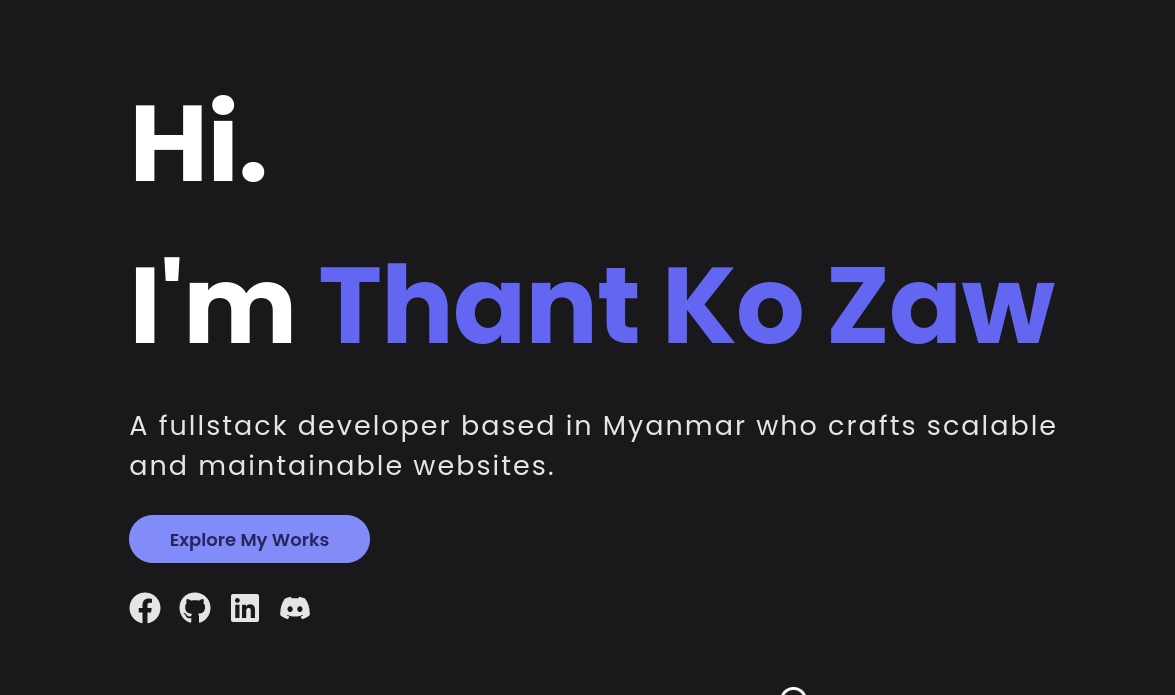 Hi.
I'm Thant Ko Zaw
A fullstack developer based in Myanmar who crafts scalable
and maintainable websites.
Explore My Works